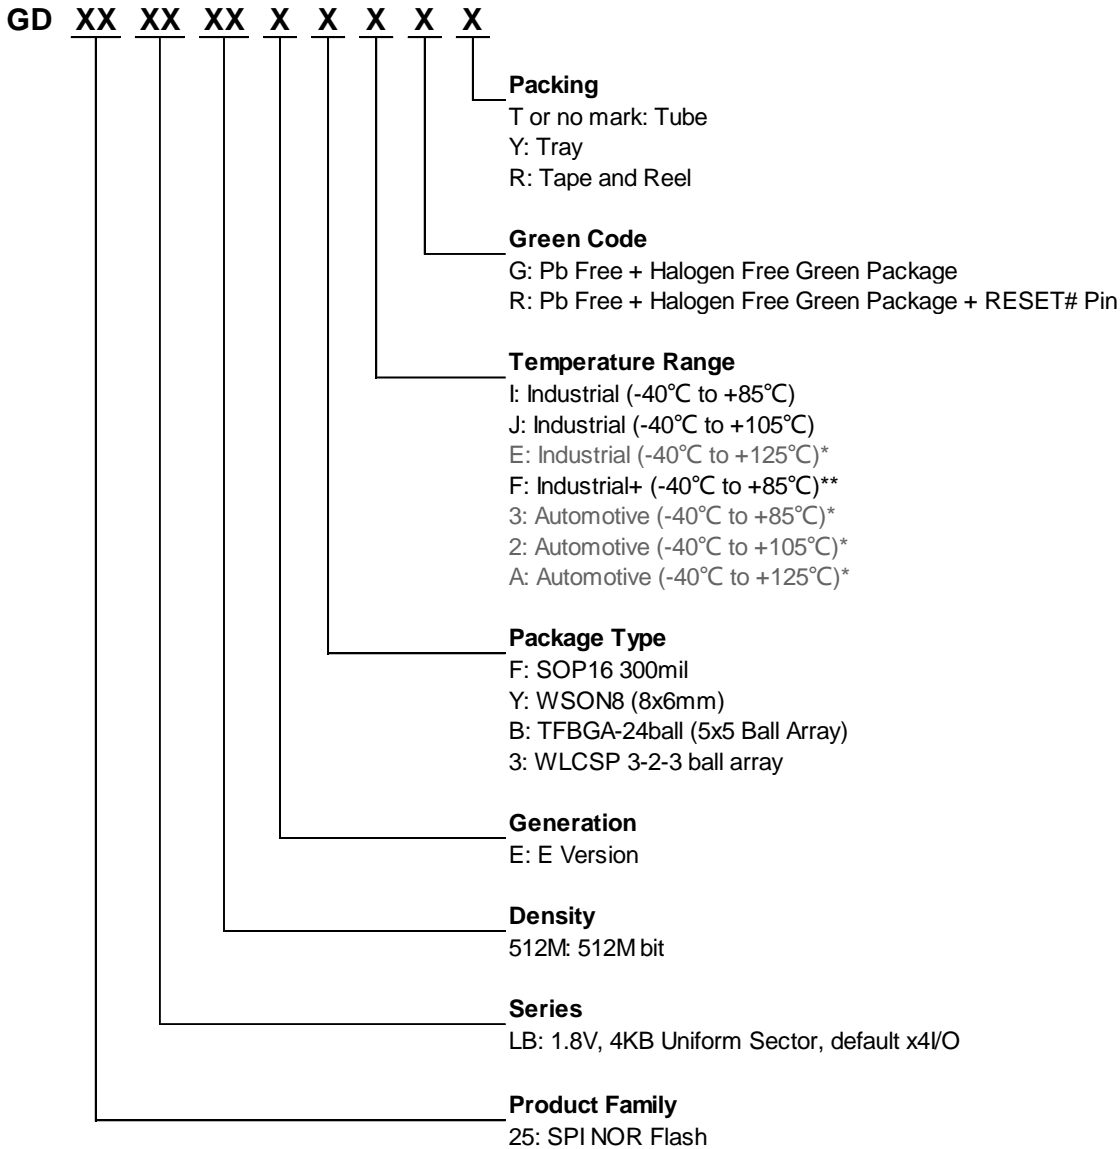 GD XX XX XX X X X X X
Packing
T or no mark: Tube
Y: Tray
R: Tape and Reel
Green Code
G: Pb Free + Halogen Free Green Package
R: Pb Free + Halogen Free Green Package + RESET# Pin
Temperature Range
I: Industrial (-40℃ to +85℃)
J: Industrial (-40℃ to +105℃)
E: Industrial (-40℃ to +125℃)*
F: Industrial+ (-40℃ to +85℃)**
3: Automotive (-40℃ to +85℃)*
2: Automotive (-40℃ to +105℃)*
A: Automotive (-40℃ to +125℃)*
Package Type
F: SOP16 300mil
Y: WSON8 (8x6mm)
B: TFBGA-24ball (5x5 Ball Array)
3: WLCSP 3-2-3 ball array
Generation
E: E Version
Density
512M: 512M bit
Series
LB: 1.8V, 4KB Uniform Sector, default x4I/O
Product Family
25: SPI NOR Flash